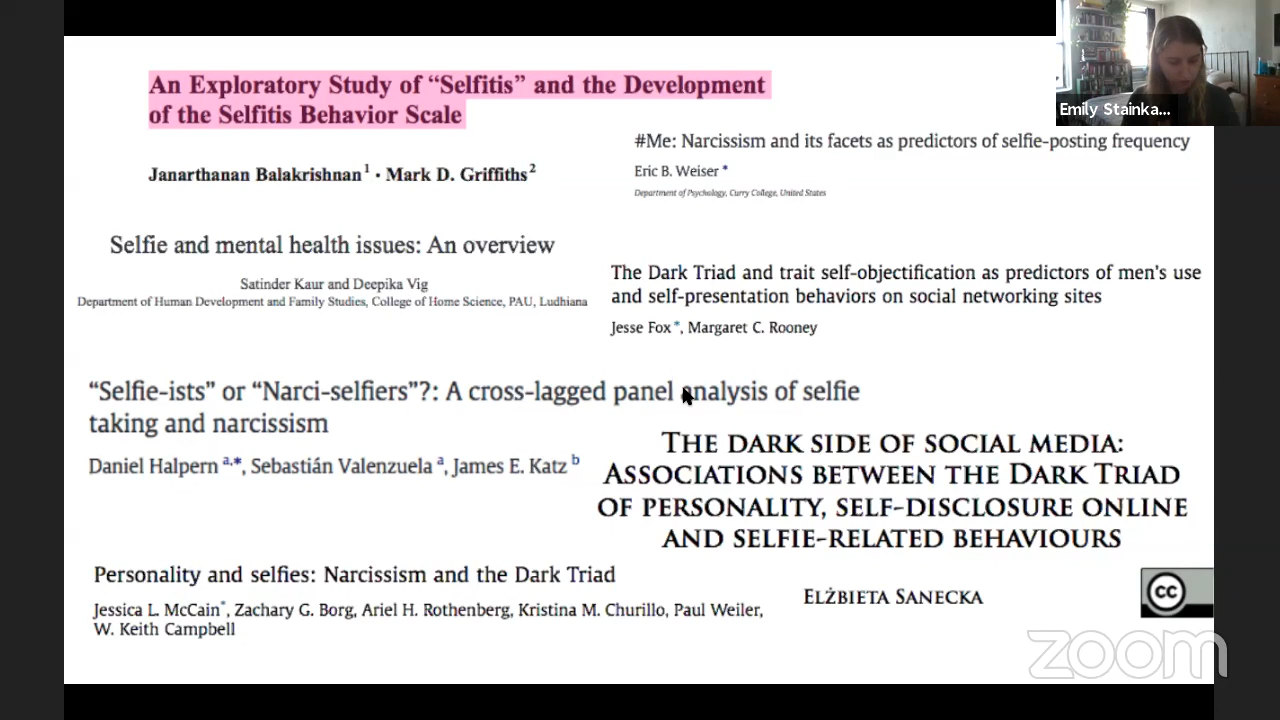 An Exploratory Study of “Selfitis” and the Development
of the Selfitis Behavior Scale
Janarthanan Balakrishnan1 · Mark D. Griffiths2
Emily Stainka...
#Me: Narcissism and its facets as predictors of selfie-posting frequency
Eric B. Weiser *
Department of Psychology, Curry College, United States
Selfie and mental health issues: An overview
Satinder Kaur and Deepika Vig
Department of Human Development and Family Studies, College of Home Science, PAU, Ludhiana
The Dark Triad and trait self-objectification as predictors of men's use
and self-presentation behaviors on social networking sites
Jesse Fox *, Margaret C. Rooney
“Selfie-ists” or “Narci-selfiers”?: A cross-lagged panel analysis of selfie
taking and narcissism
Daniel Halpern a,*, Sebastián Valenzuela a, James E. Katz b
THE DARK SIDE OF SOCIAL MEDIA:
ASSOCIATIONS BETWEEN THE DARK TRIAD
OF PERSONALITY, SELF-DISCLOSURE ONLINE
AND SELFIE-RELATED BEHAVIOURS
ELŻBIETA SANECKA
Personality and selfies: Narcissism and the Dark Triad
Jessica L. McCain*, Zachary G. Borg, Ariel H. Rothenberg, Kristina M. Churillo, Paul Weiler,
W. Keith Campbell
cc
zoom